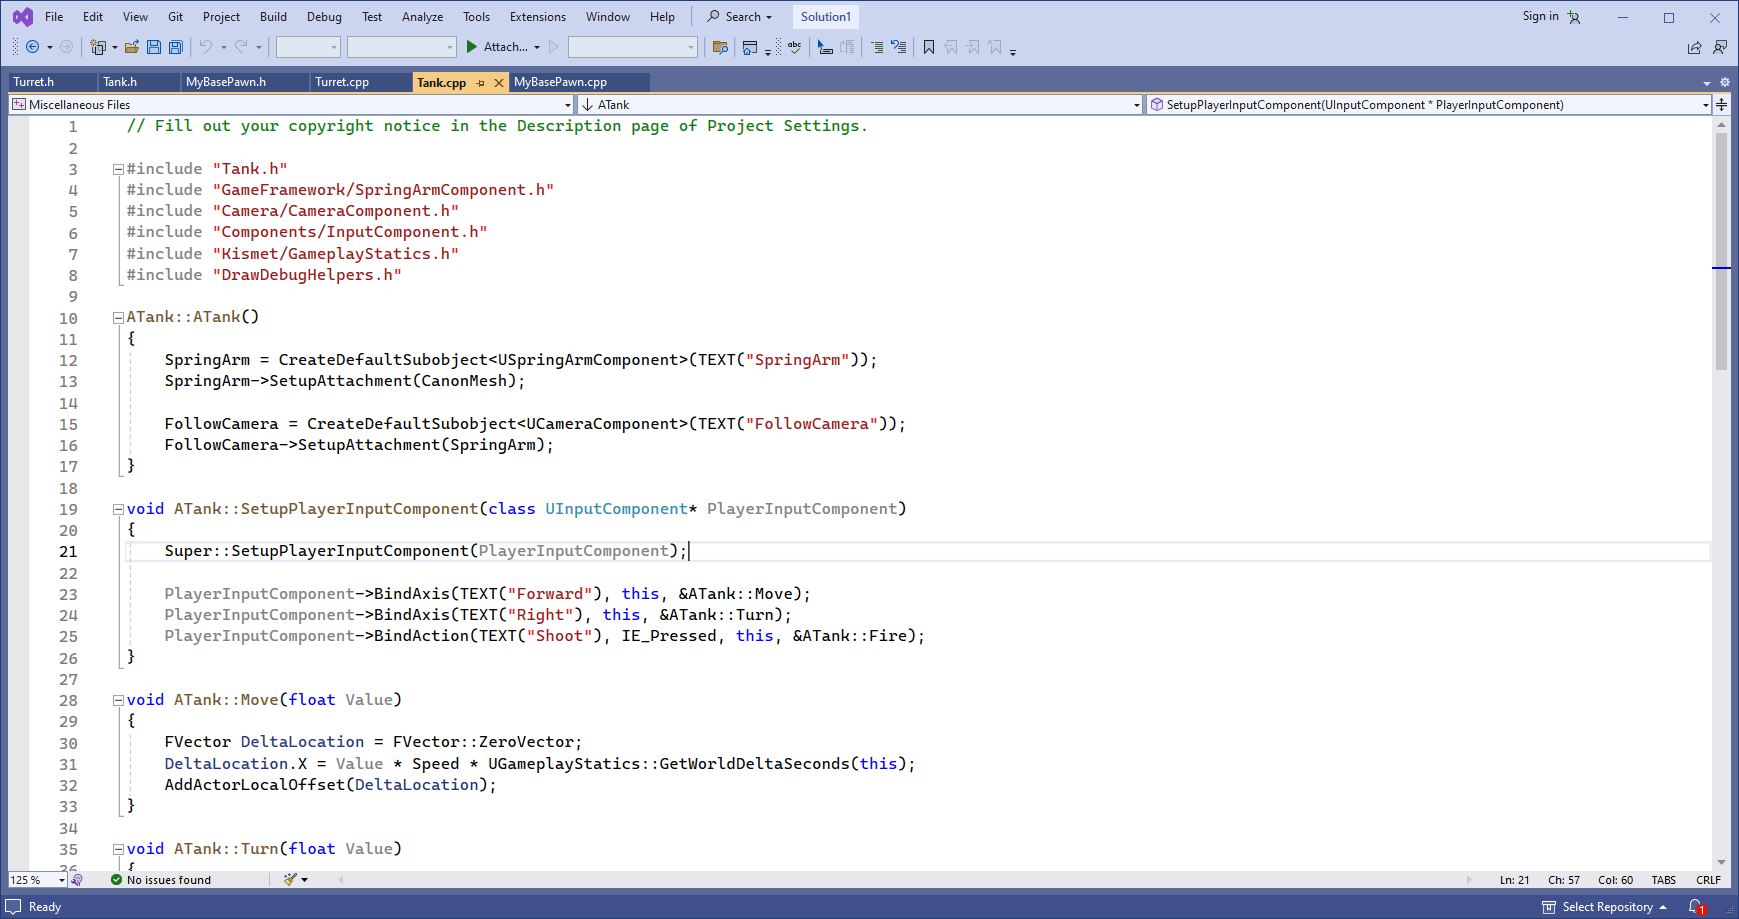 File Edit View Git Project Build Debug Test Analyze Tools Extensions Window Help Search Solution1 Sign in
Attach...
Turret.h Tank.h MyBasePawn.h Turret.cpp Tank.cpp MyBasePawn.cpp
Miscellaneous Files ATank SetupPlayerInputComponent(UInputComponent * PlayerInputComponent)
1 // Fill out your copyright notice in the Description page of Project Settings.
2
3 #include "Tank.h"
4 #include "GameFramework/SpringArmComponent.h"
5 #include "Camera/CameraComponent.h"
6 #include "Components/InputComponent.h"
7 #include "Kismet/GameplayStatics.h"
8 #include "DrawDebugHelpers.h"
9
10 ATank::ATank()
11 {
12 SpringArm = CreateDefaultSubobject<USpringArmComponent>(TEXT("SpringArm"));
13 SpringArm->SetupAttachment(CanonMesh);
14
15 FollowCamera = CreateDefaultSubobject<UCameraComponent>(TEXT("FollowCamera"));
16 FollowCamera->SetupAttachment(SpringArm);
17 }
18
19 void ATank::SetupPlayerInputComponent(class UInputComponent* PlayerInputComponent)
20 {
21 Super::SetupPlayerInputComponent(PlayerInputComponent);
22
23 PlayerInputComponent->BindAxis(TEXT("Forward"), this, &ATank::Move);
24 PlayerInputComponent->BindAxis(TEXT("Right"), this, &ATank::Turn);
25 PlayerInputComponent->BindAction(TEXT("Shoot"), IE_Pressed, this, &ATank::Fire);
26 }
27
28 void ATank::Move(float Value)
29 {
30 FVector DeltaLocation = FVector::ZeroVector;
31 DeltaLocation.X = Value * Speed * UGameplayStatics::GetWorldDeltaSeconds(this);
32 AddActorLocalOffset(DeltaLocation);
33 }
34
35 void ATank::Turn(float Value)
36 {
125 % No issues found Ln: 21 Ch: 57 Col: 60 TABS CRLF
Ready Select Repository 1